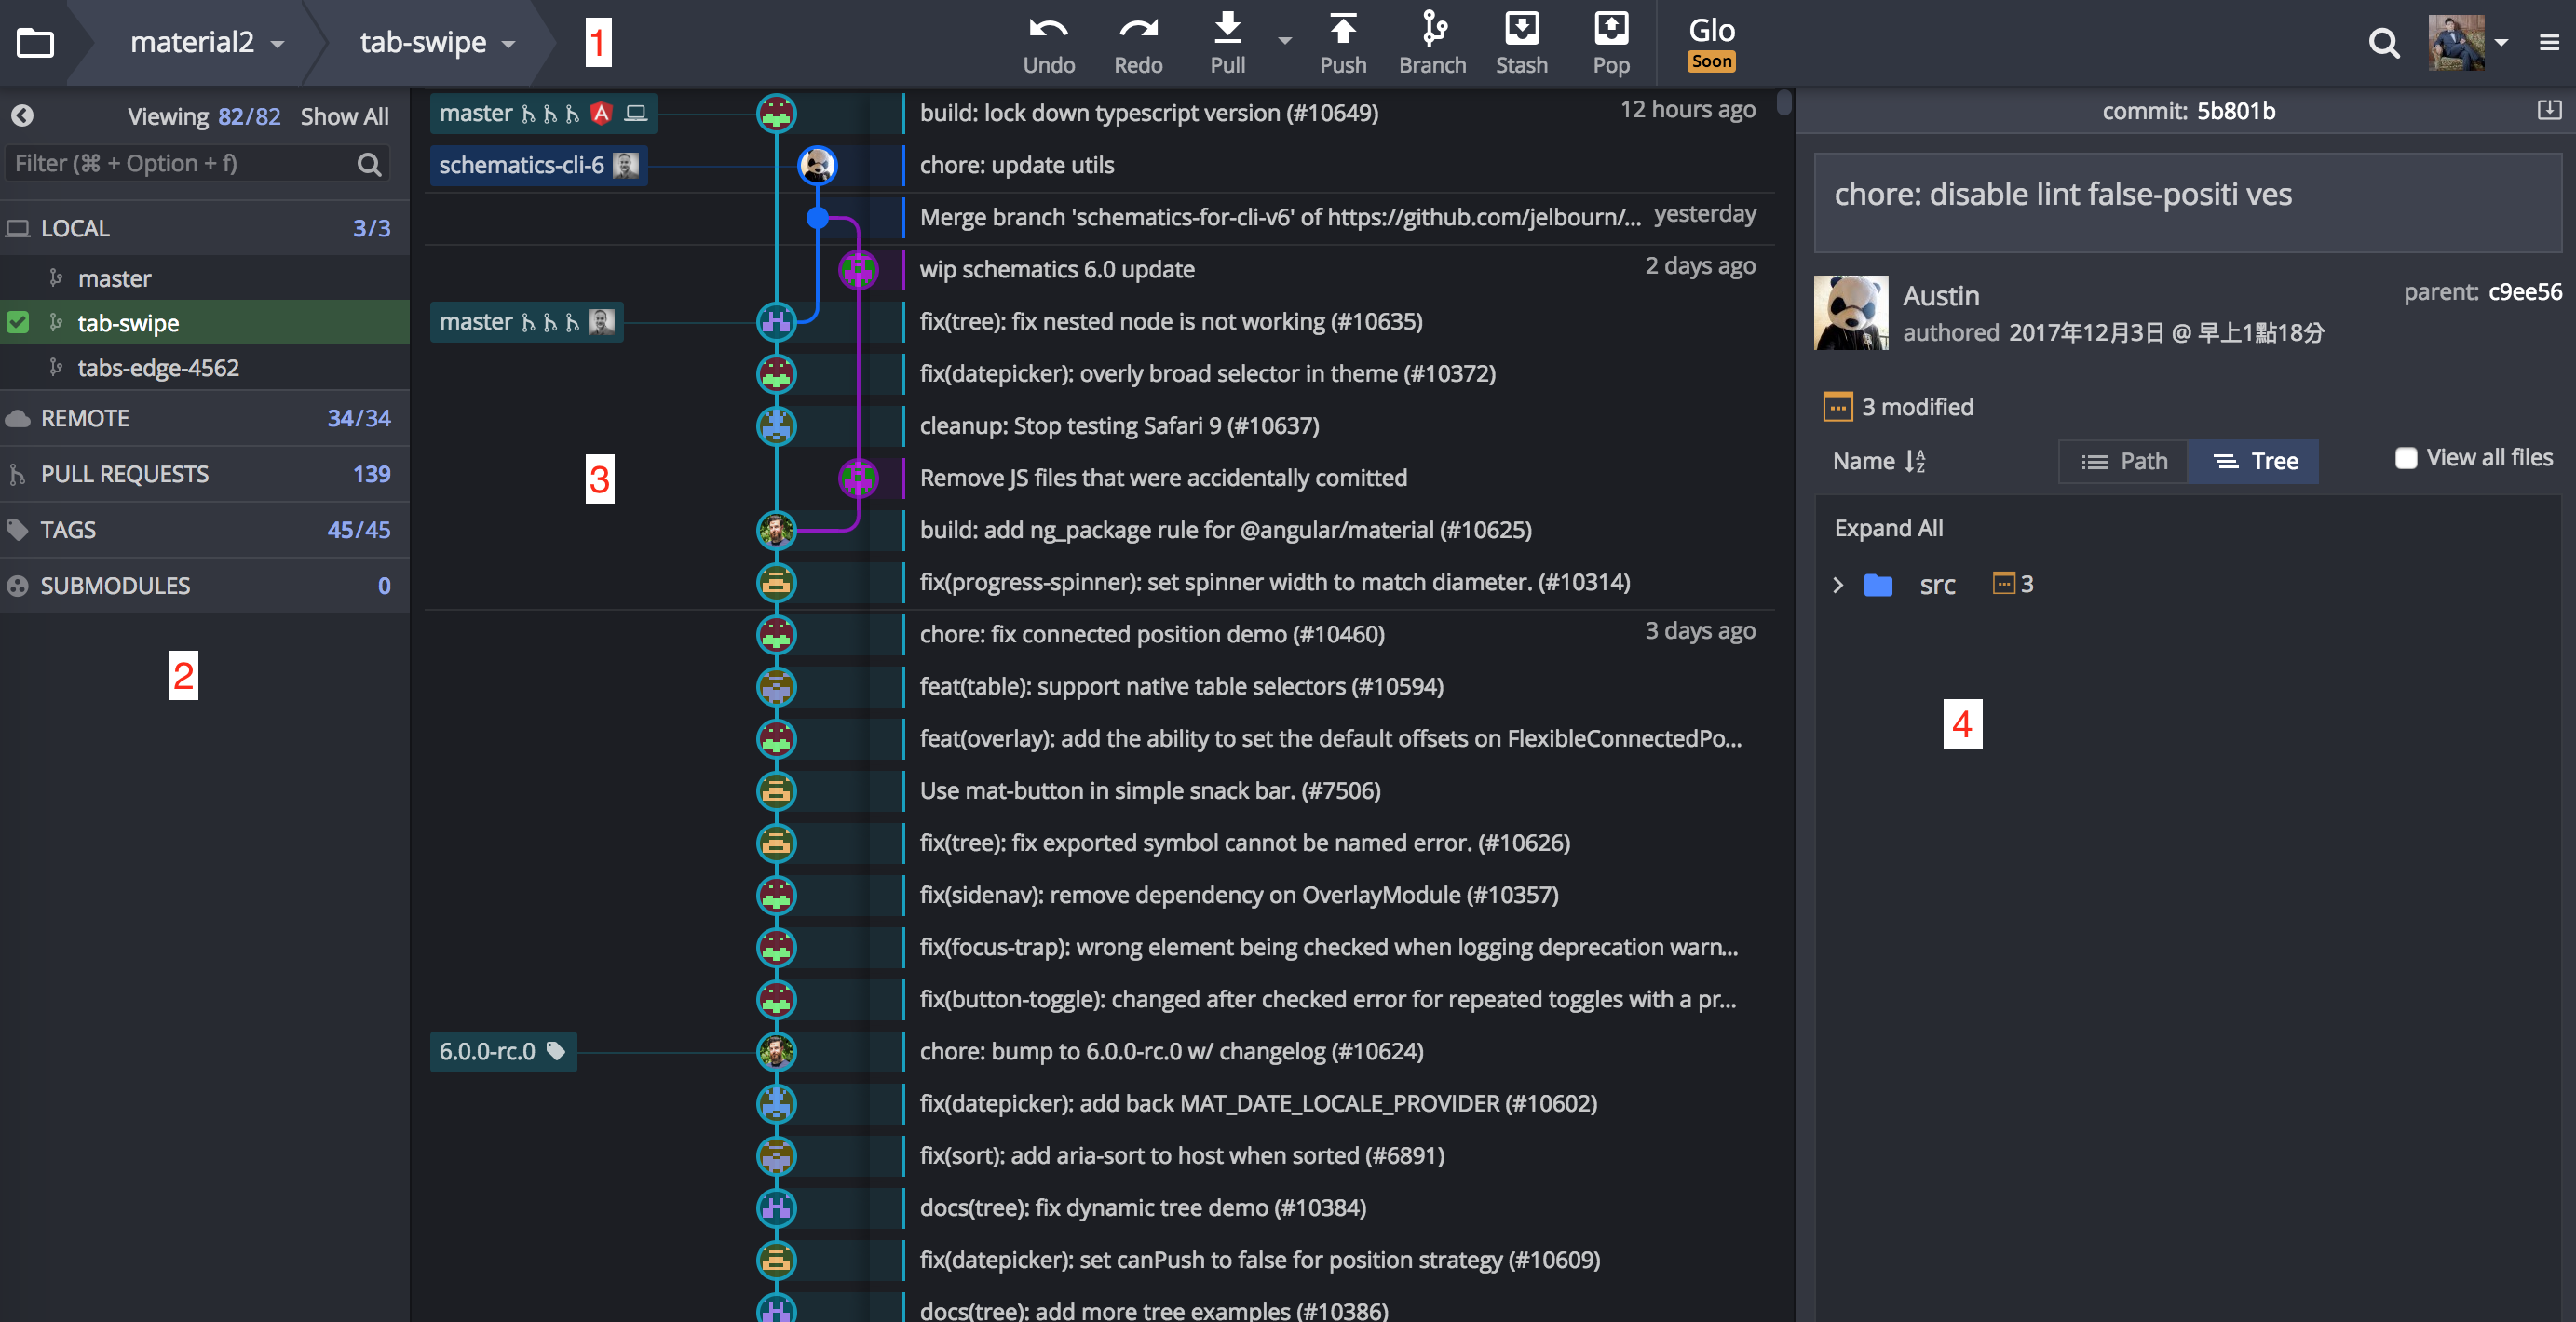 material2
tab-swipe
1
Undo
Redo
Pull
Push
Branch
Stash
Pop
Glo
Soon
Viewing 82/82 Show All
Filter (⌘ + Option + f)
LOCAL 3/3
master
tab-swipe
tabs-edge-4562
REMOTE 34/34
PULL REQUESTS 139
TAGS 45/45
SUBMODULES 0
2
master build: lock down typescript version (#10649) 12 hours ago
schematics-cli-6 chore: update utils
Merge branch 'schematics-for-cli-v6' of https://github.com/jelbourn/... yesterday
wip schematics 6.0 update 2 days ago
master fix(tree): fix nested node is not working (#10635)
fix(datepicker): overly broad selector in theme (#10372)
cleanup: Stop testing Safari 9 (#10637)
3
Remove JS files that were accidentally comitted
build: add ng_package rule for @angular/material (#10625)
fix(progress-spinner): set spinner width to match diameter. (#10314)
chore: fix connected position demo (#10460) 3 days ago
feat(table): support native table selectors (#10594)
feat(overlay): add the ability to set the default offsets on FlexibleConnectedPo...
Use mat-button in simple snack bar. (#7506)
fix(tree): fix exported symbol cannot be named error. (#10626)
fix(sidenav): remove dependency on OverlayModule (#10357)
fix(focus-trap): wrong element being checked when logging deprecation warn...
fix(button-toggle): changed after checked error for repeated toggles with a pr...
6.0.0-rc.0 chore: bump to 6.0.0-rc.0 w/ changelog (#10624)
fix(datepicker): add back MAT_DATE_LOCALE_PROVIDER (#10602)
fix(sort): add aria-sort to host when sorted (#6891)
docs(tree): fix dynamic tree demo (#10384)
fix(datepicker): set canPush to false for position strategy (#10609)
docs(tree): add more tree examples (#10386)
commit: 5b801b
chore: disable lint false-positi ves
Austin
parent: c9ee56
authored 2017年12月3日 @ 早上1點18分
3 modified
Name
Path
Tree
View all files
Expand All
src 3
4